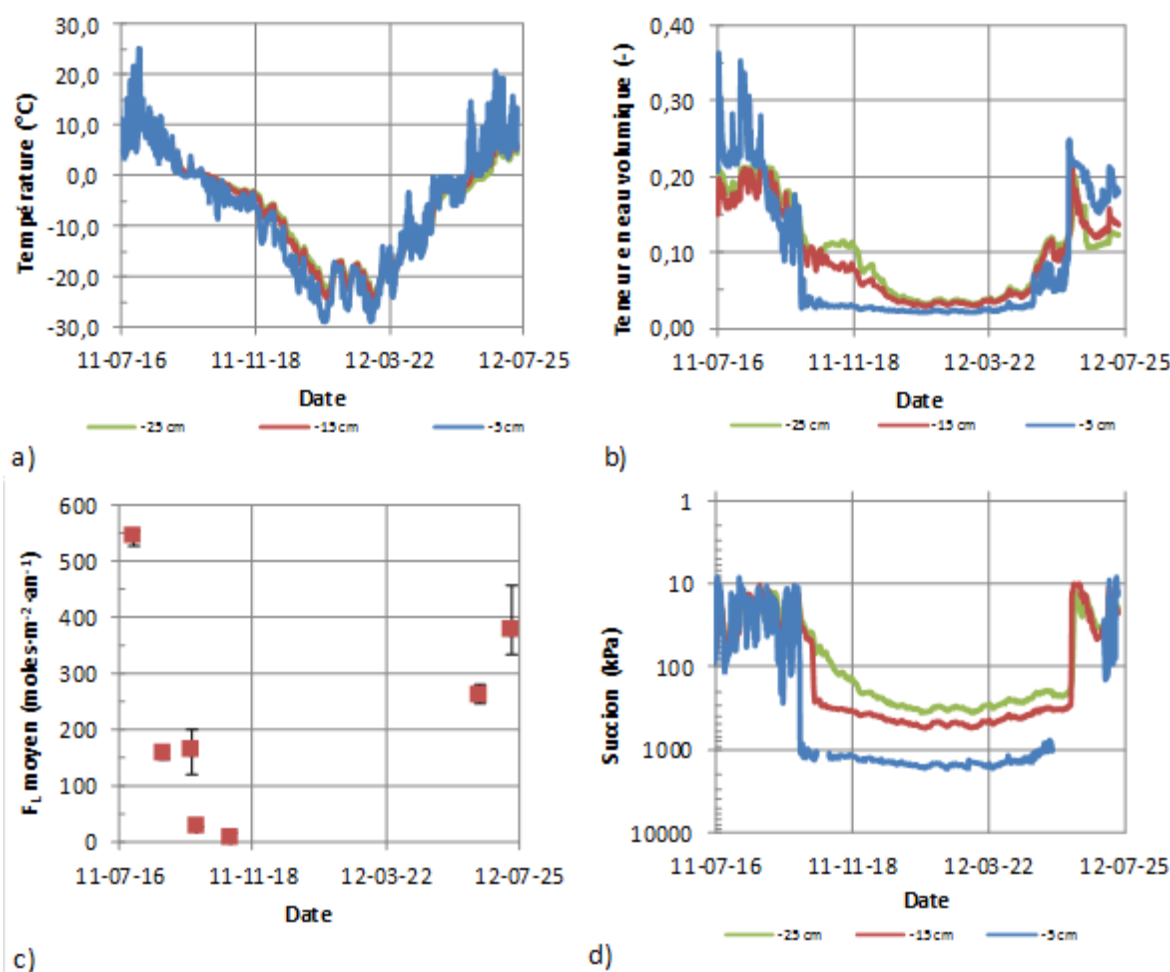 a)
Température (°C)
30,0
20,0
10,0
0,0
-10,0
-20,0
-30,0
11-07-16 11-11-18 12-03-22 12-07-25
Date
-25 cm -15 cm -5 cm
b)
Teneur en eau volumique (-)
0,40
0,30
0,20
0,10
0,00
11-07-16 11-11-18 12-03-22 12-07-25
Date
-25 cm -15 cm -5 cm
c)
FL moyen (moles·m-2·an-1)
600
500
400
300
200
100
0
11-07-16 11-11-18 12-03-22 12-07-25
Date
d)
Succion (kPa)
1
10
100
1000
10000
11-07-16 11-11-18 12-03-22 12-07-25
Date
-25 cm -15 cm -5 cm